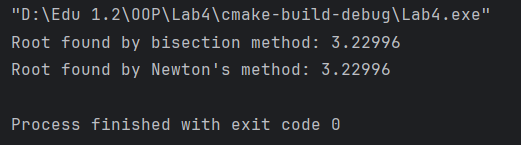 "D:\Edu 1.2\OOP\Lab4\cmake-build-debug\Lab4.exe"
Root found by bisection method: 3.22996
Root found by Newton's method: 3.22996
Process finished with exit code 0